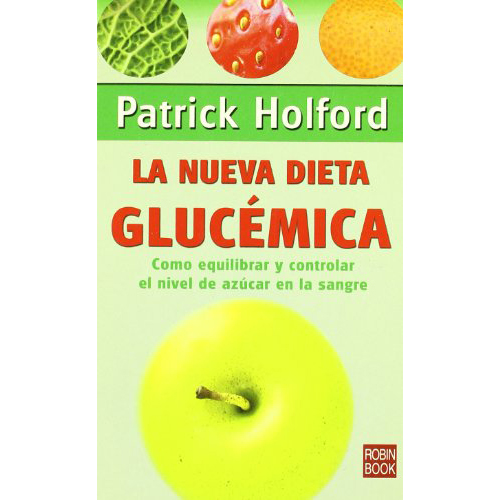 Patrick Holford
LA NUEVA DIETA
GLUCÉMICA
Como equilibrar y controlar
el nivel de azúcar en la sangre
ROBIN
BOOK